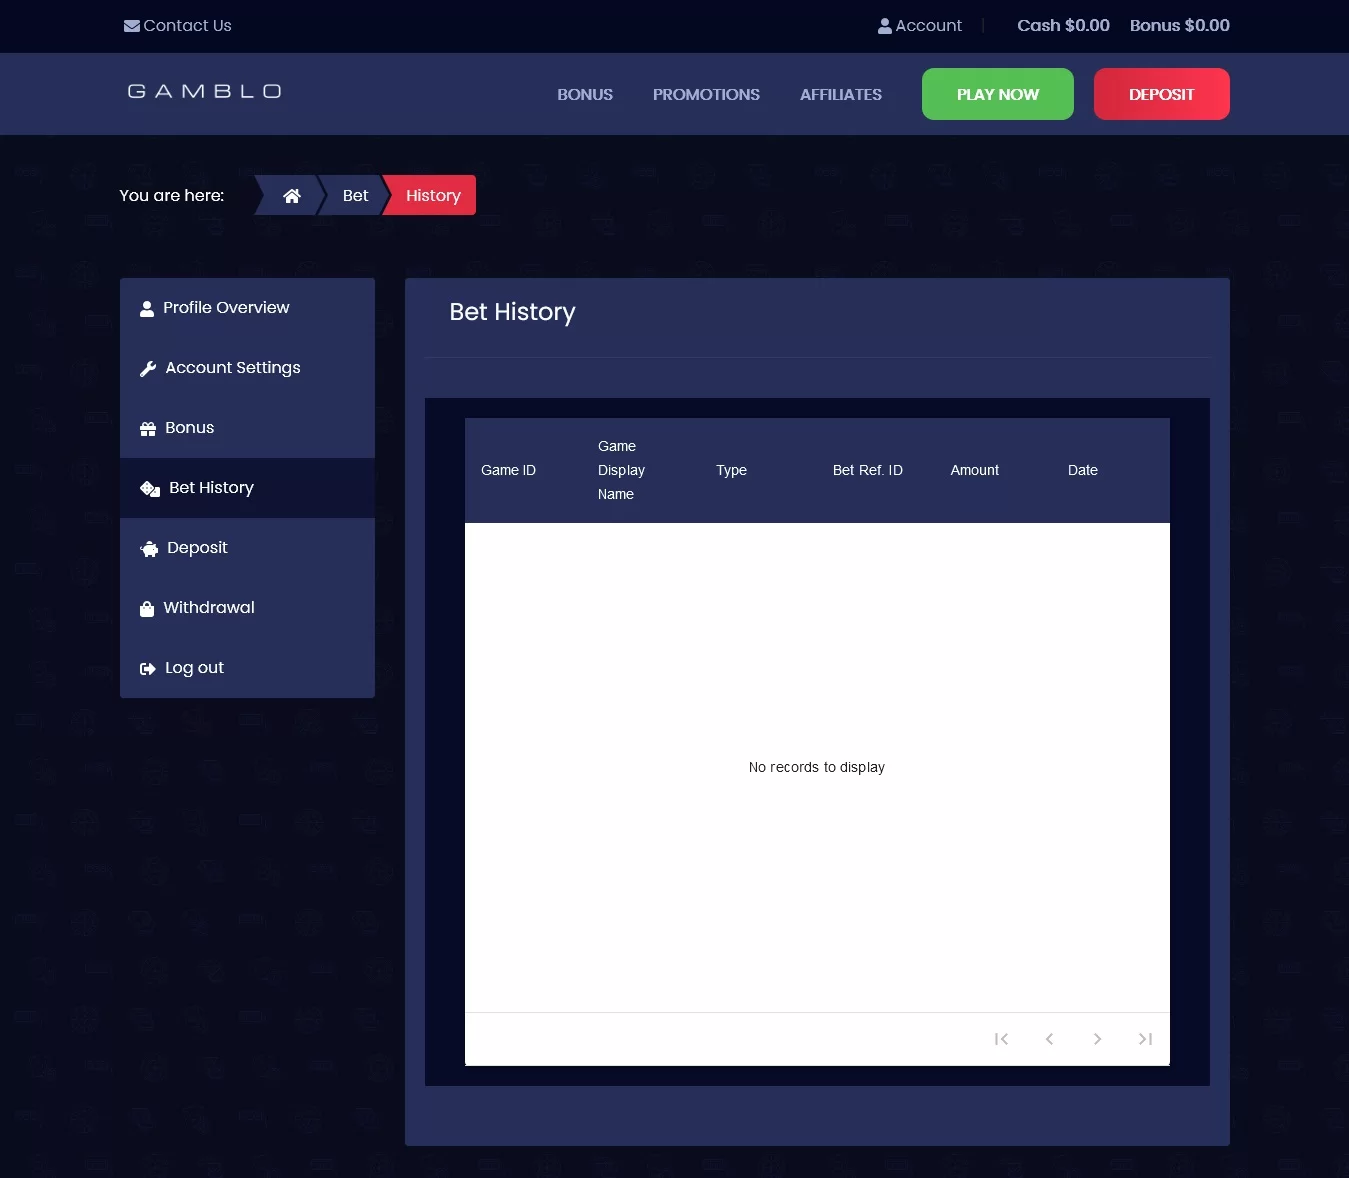 Contact Us
Account
Cash $0.00 Bonus $0.00
GAMBLO
BONUS
PROMOTIONS
AFFILIATES
PLAY NOW
DEPOSIT
You are here:
Bet
History
Profile Overview
Account Settings
Bonus
Bet History
Deposit
Withdrawal
Log out
Bet History
Game ID
Game
Display
Name
Type
Bet Ref. ID
Amount
Date
No records to display